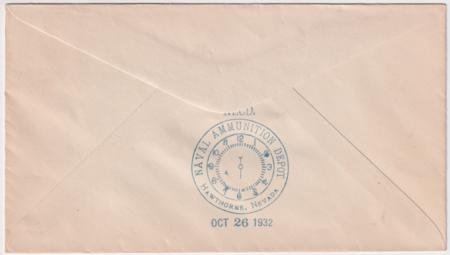 NAVAL AMMUNITION DEPOT
HAWTHORNE, NEVADA
OCT 26 1932